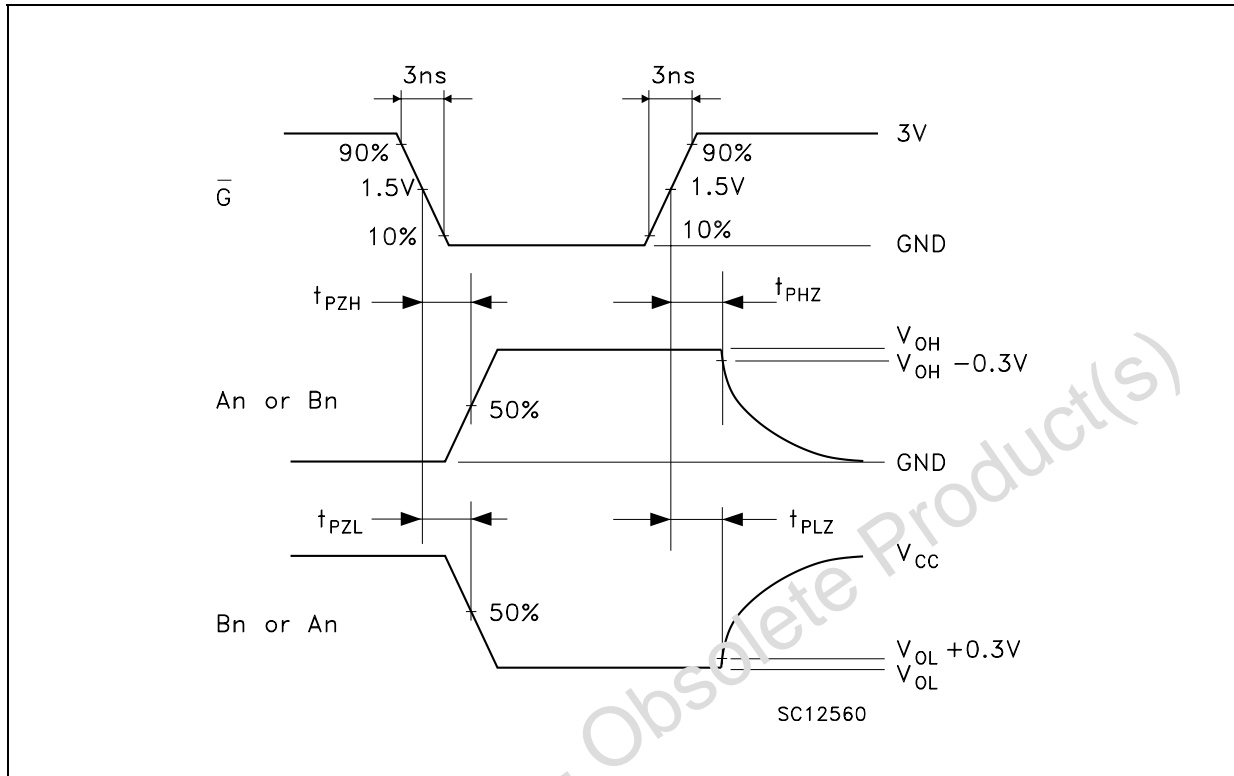 3ns 3ns
3V
90% 90%
G̅ 1.5V 1.5V
10% 10%
GND
tPZH tPHZ
VOH
VOH −0.3V
An or Bn 50%
GND
tPZL tPLZ
VCC
Bn or An 50%
VOL +0.3V
VOL
SC12560
Obsolete Product(s)